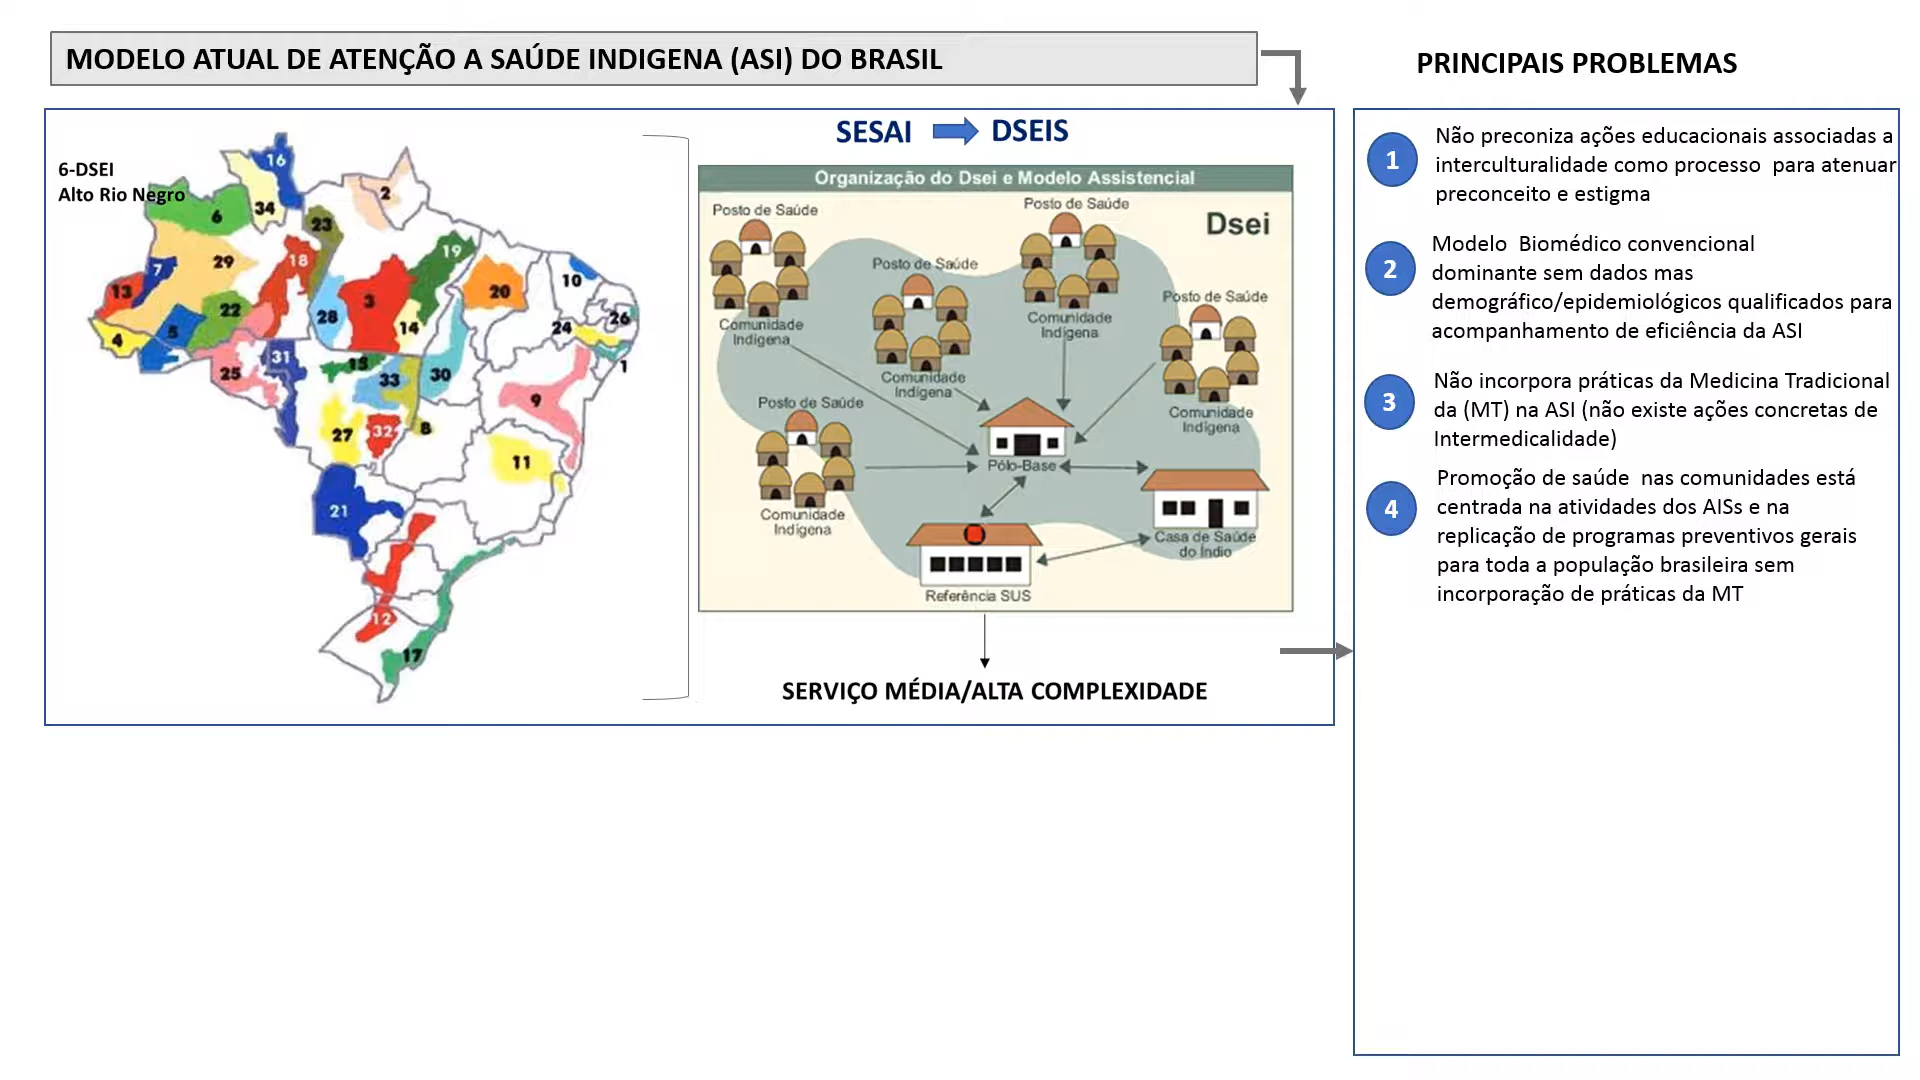 MODELO ATUAL DE ATENÇÃO A SAÚDE INDIGENA (ASI) DO BRASIL
6-DSEI
Alto Rio Negro
16
2
6
34
23
19
29
18
7
13
3
20
10
22
28
14
5
4
24
26
31
15
1
25
33
30
9
27
32
8
11
21
12
17
SESAI
DSEIS
Organização do Dsei e Modelo Assistencial
Dsei
Posto de Saúde
Comunidade
Indígena
Posto de Saúde
Comunidade
Indígena
Posto de Saúde
Comunidade
Indígena
Posto de Saúde
Comunidade
Indígena
Posto de Saúde
Comunidade
Indígena
Pólo-Base
Casa de Saúde
do Índio
Referência SUS
SERVIÇO MÉDIA/ALTA COMPLEXIDADE
PRINCIPAIS PROBLEMAS
1
Não preconiza ações educacionais associadas a
interculturalidade como processo para atenuar
preconceito e estigma
2
Modelo Biomédico convencional
dominante sem dados mas
demográfico/epidemiológicos qualificados para
acompanhamento de eficiência da ASI
3
Não incorpora práticas da Medicina Tradicional
da (MT) na ASI (não existe ações concretas de
Intermedicalidade)
4
Promoção de saúde nas comunidades está
centrada na atividades dos AISs e na
replicação de programas preventivos gerais
para toda a população brasileira sem
incorporação de práticas da MT